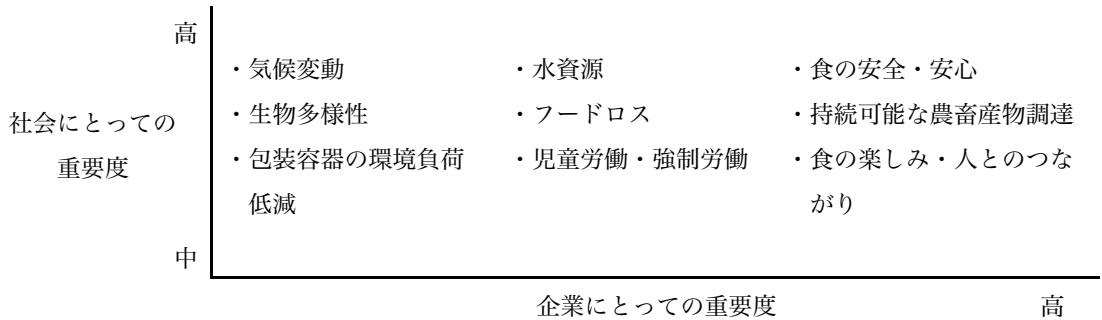 高
社会にとっての
重要度
中
・気候変動
・生物多様性
・包装容器の環境負荷
低減
・水資源
・フードロス
・児童労働・強制労働
・食の安全・安心
・持続可能な農畜産物調達
・食の楽しみ・人とのつな
がり
企業にとっての重要度
高